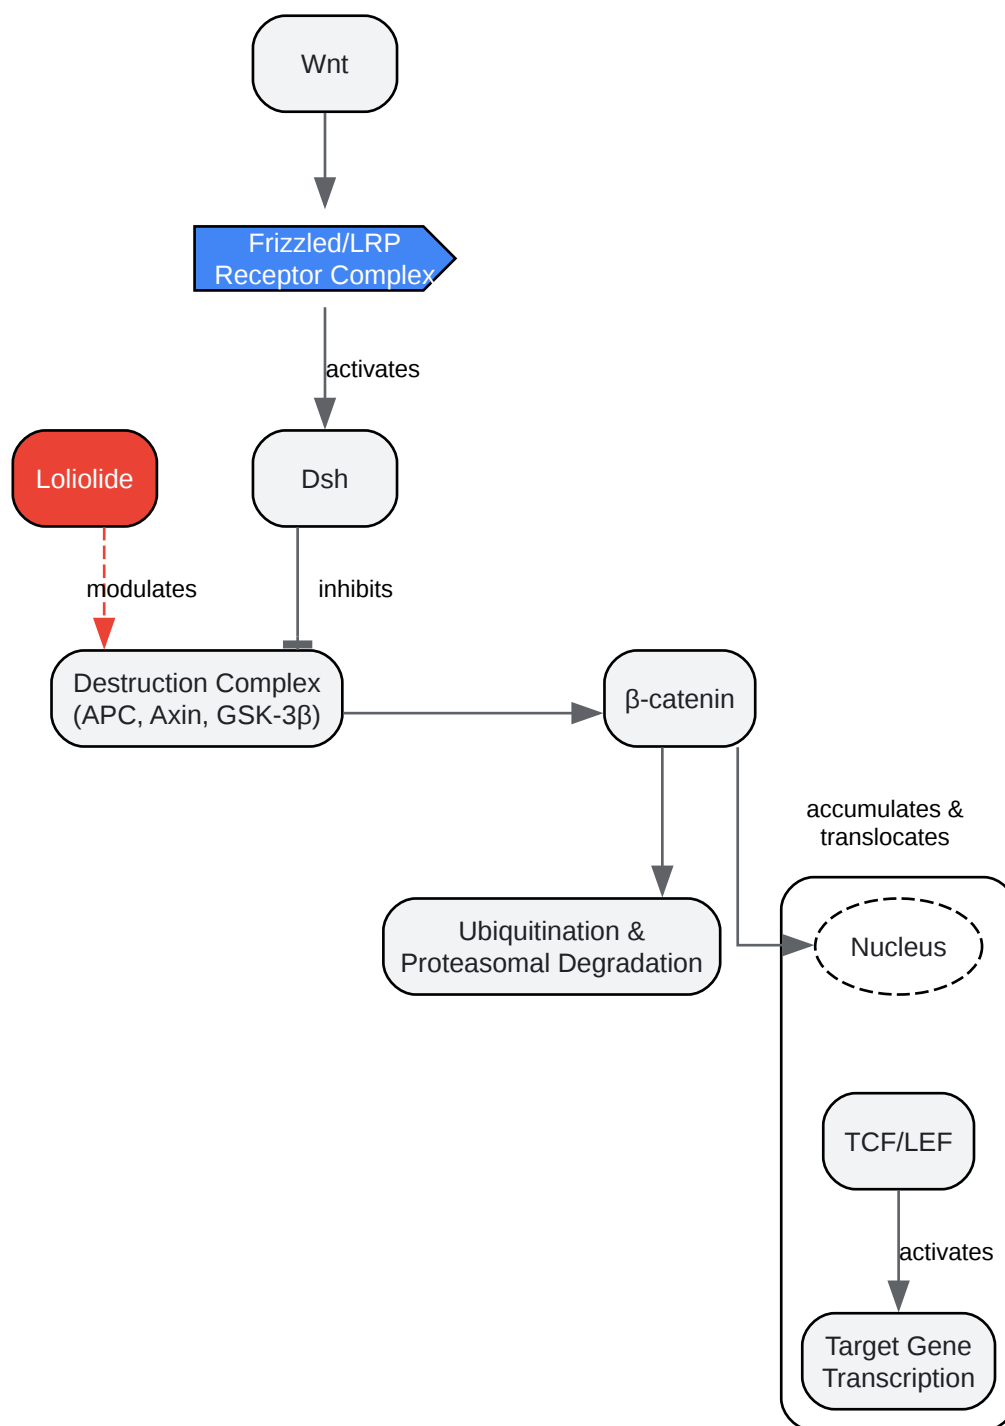 Wnt
Frizzled/LRP
Receptor Complex
activates
Loliolide
Dsh
modulates
inhibits
Destruction Complex
(APC, Axin, GSK-3β)
β-catenin
accumulates &
translocates
Ubiquitination &
Proteasomal Degradation
Nucleus
TCF/LEF
activates
Target Gene
Transcription